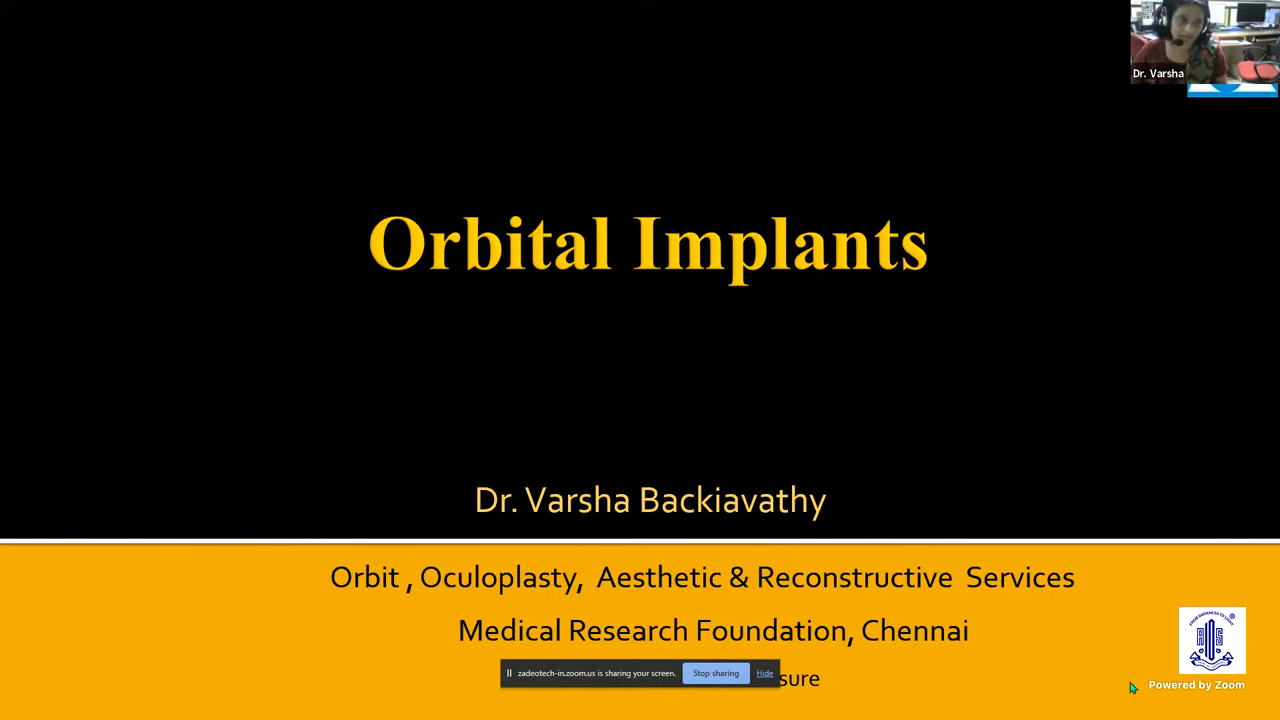 Dr. Varsha
Orbital Implants
Dr. Varsha Backiavathy
Orbit , Oculoplasty, Aesthetic & Reconstructive Services
Medical Research Foundation, Chennai
zadeotech-in.zoom.us is sharing your screen.
Stop sharing
Hide
sure
Powered by Zoom